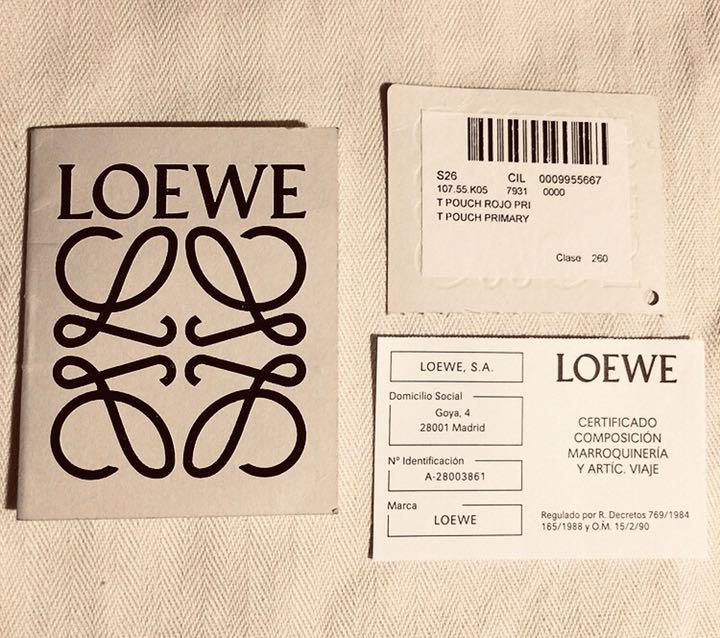 LOEWE
S26 CIL 0009955667
107.55.K05 7931 0000
T POUCH ROJO PRI
T POUCH PRIMARY
Clase 260
LOEWE, S.A.
Domicilio Social
Goya, 4
28001 Madrid
Nº Identificación
A-28003861
Marca
LOEWE
LOEWE
CERTIFICADO
COMPOSICIÓN
MARROQUINERÍA
Y ARTÍC. VIAJE
Regulado por R. Decretos 769/1984
165/1988 y O.M. 15/2/90